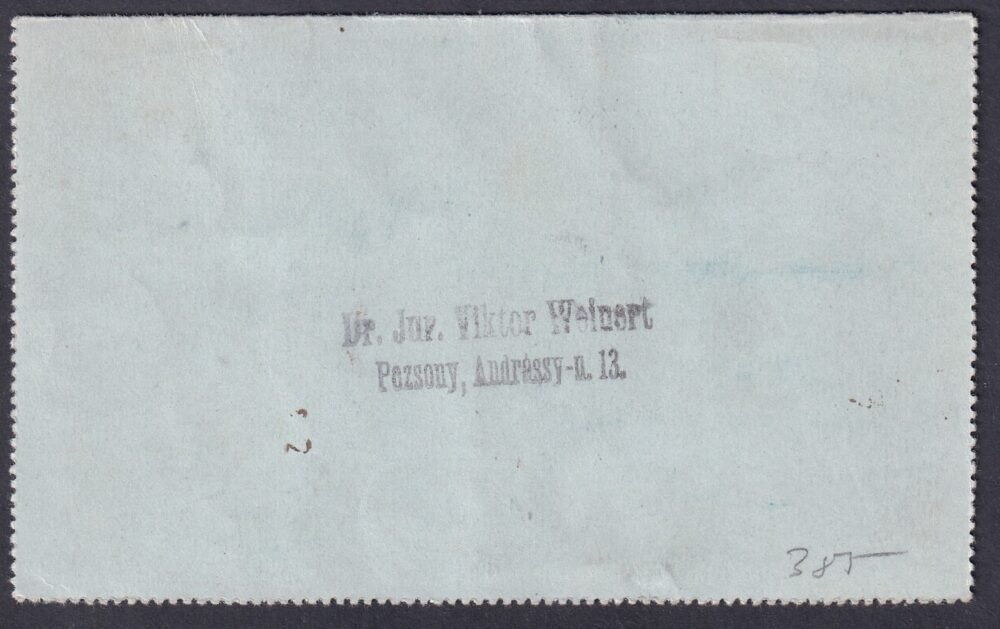 Dr. Jur. Viktor Weinert
Pozsony, Andrássy-u. 13.
385